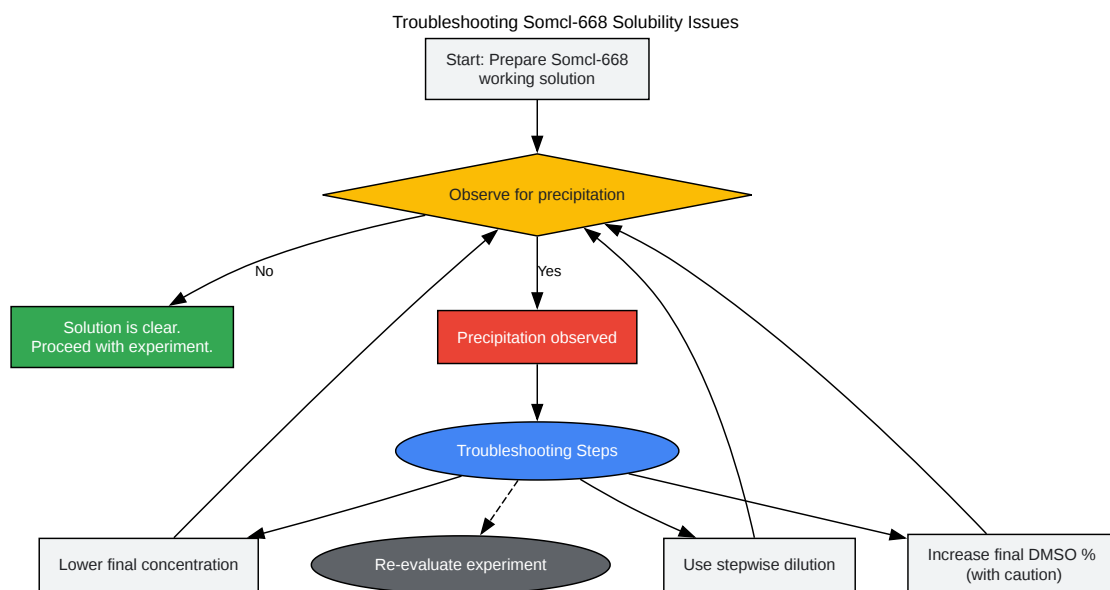 Troubleshooting Somcl-668 Solubility Issues
Start: Prepare Somcl-668
working solution
Observe for precipitation
No
Yes
Solution is clear.
Proceed with experiment.
Precipitation observed
Troubleshooting Steps
Lower final concentration
Re-evaluate experiment
Use stepwise dilution
Increase final DMSO %
(with caution)